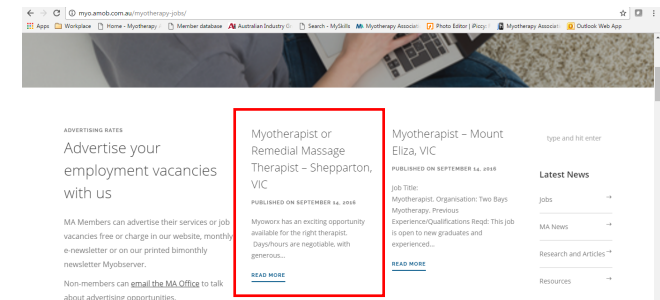 myo.amob.com.au/myotherapy-jobs/
Apps Workplace Home - Myotherapy Member database Australian Industry G Search - MySkills Myotherapy Associat Photo Editor | iPiccy: Myotherapy Associat Outlook Web App
ADVERTISING RATES
Advertise your
employment vacancies
with us
MA Members can advertise their services or job
vacancies free or charge in our website, monthly
e-newsletter or on our printed bimonthly
newsletter Myobserver.
Non-members can email the MA Office to talk
about advertising opportunities.
Myotherapist or
Remedial Massage
Therapist – Shepparton,
VIC
PUBLISHED ON SEPTEMBER 14, 2016
Myoworx has an exciting opportunity
available for the right therapist.
Days/hours are negotiable, with
generous...
READ MORE
Myotherapist – Mount
Eliza, VIC
PUBLISHED ON SEPTEMBER 14, 2016
Job Title:
Myotherapist. Organisation: Two Bays
Myotherapy. Previous
Experience/Qualifications Reqd: This job
is open to new graduates and
experienced...
READ MORE
type and hit enter
Latest News
Jobs →
MA News →
Research and Articles →
Resources →